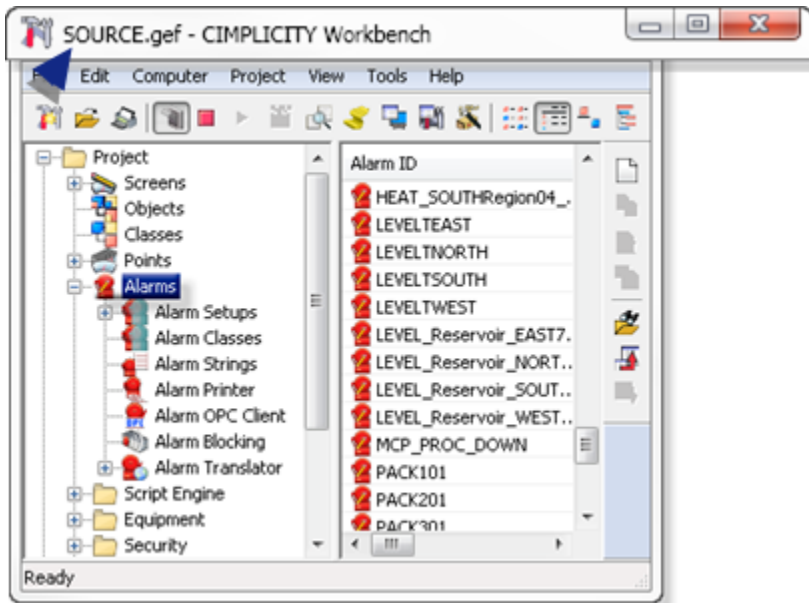 SOURCE.gef - CIMPLICITY Workbench
Edit Computer Project View Tools Help
Project
Screens
Objects
Classes
Points
Alarms
Alarm Setups
Alarm Classes
Alarm Strings
Alarm Printer
Alarm OPC Client
Alarm Blocking
Alarm Translator
Script Engine
Equipment
Security
Alarm ID
HEAT_SOUTHRegion04_.
LEVELTEAST
LEVELTNORTH
LEVELTSOUTH
LEVELTWEST
LEVEL_Reservoir_EAST7.
LEVEL_Reservoir_NORT..
LEVEL_Reservoir_SOUT..
LEVEL_Reservoir_WEST..
MCP_PROC_DOWN
PACK101
PACK201
PACK301
Ready